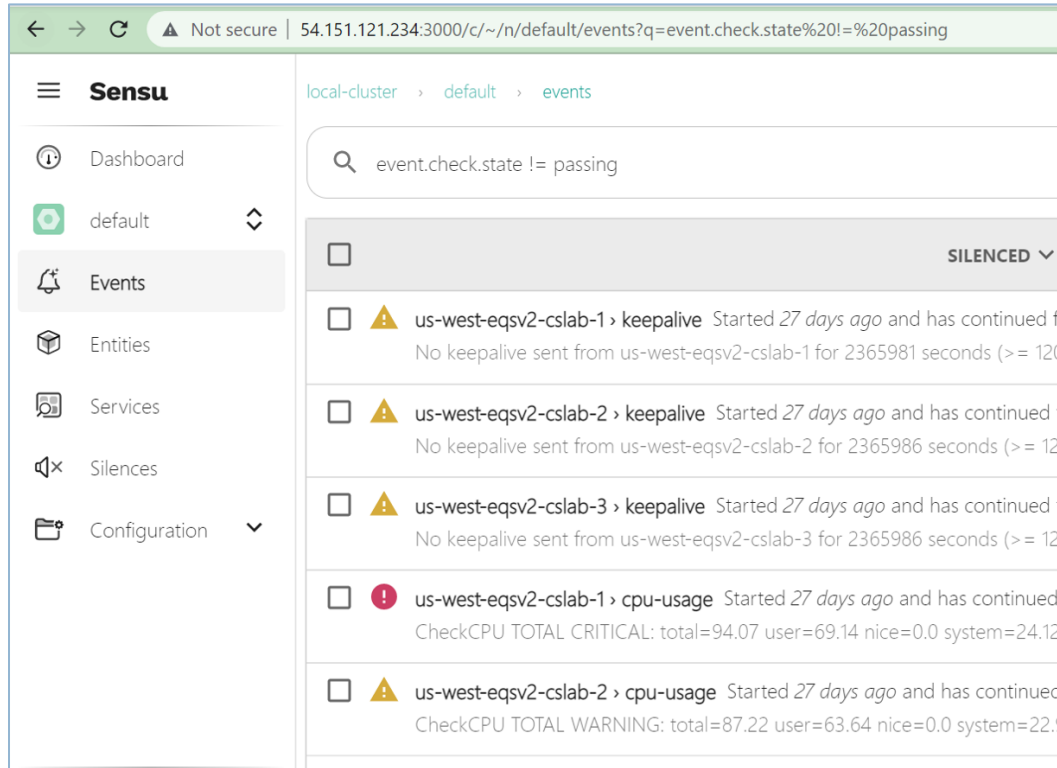 Not secure | 54.151.121.234:3000/c/~/n/default/events?q=event.check.state%20!=%20passing
Sensu
local-cluster › default › events
Dashboard
event.check.state != passing
default
SILENCED
Events
us-west-eqsv2-cslab-1 › keepalive Started 27 days ago and has continued f
No keepalive sent from us-west-eqsv2-cslab-1 for 2365981 seconds (>= 120
Entities
Services
us-west-eqsv2-cslab-2 › keepalive Started 27 days ago and has continued
No keepalive sent from us-west-eqsv2-cslab-2 for 2365986 seconds (>= 12
Silences
us-west-eqsv2-cslab-3 › keepalive Started 27 days ago and has continued
No keepalive sent from us-west-eqsv2-cslab-3 for 2365986 seconds (>= 12
Configuration
us-west-eqsv2-cslab-1 › cpu-usage Started 27 days ago and has continued
CheckCPU TOTAL CRITICAL: total=94.07 user=69.14 nice=0.0 system=24.12
us-west-eqsv2-cslab-2 › cpu-usage Started 27 days ago and has continued
CheckCPU TOTAL WARNING: total=87.22 user=63.64 nice=0.0 system=22.9